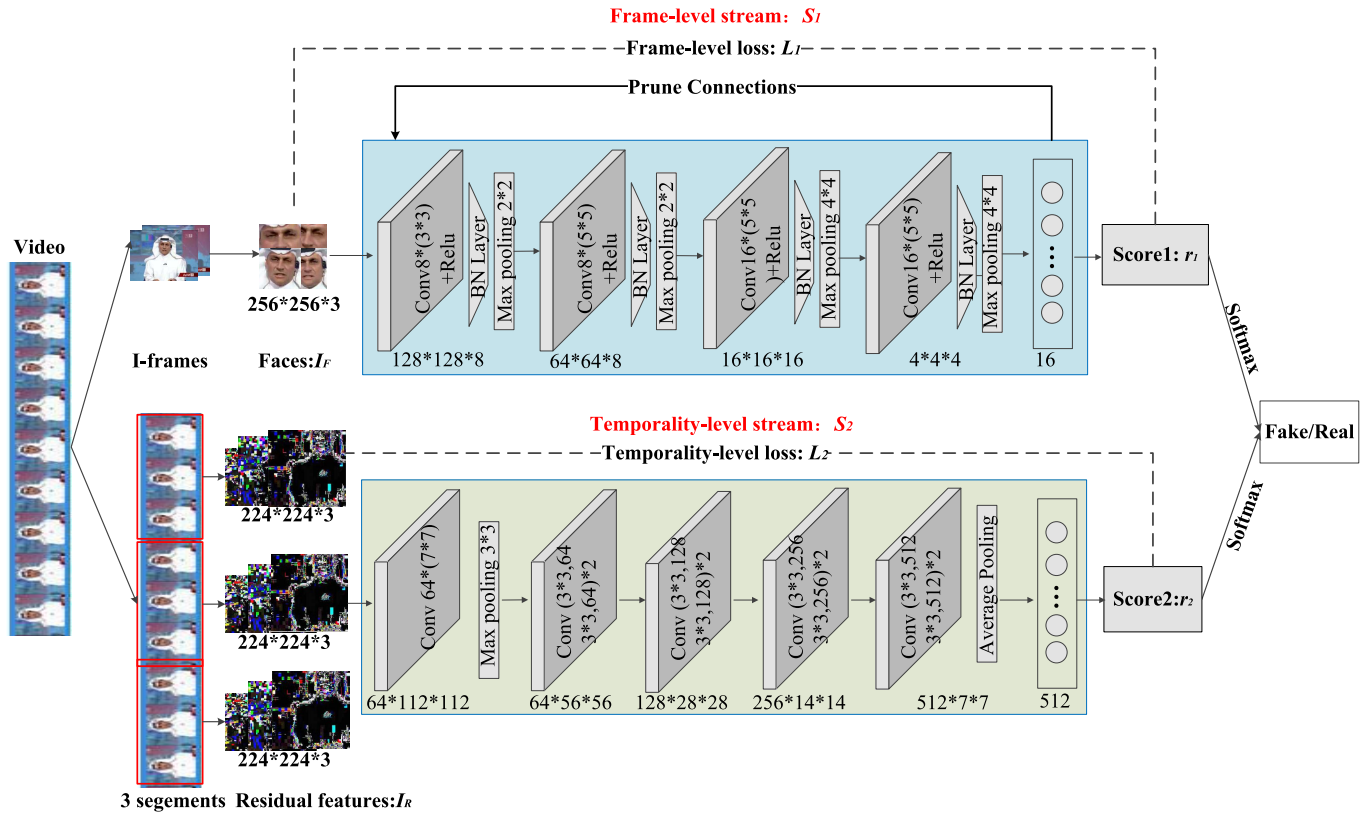 Frame-level stream：S1
Frame-level loss: L1
Prune Connections
Video
I-frames
256*256*3
Faces:IF
Conv8*(3*3)
+Relu
BN Layer
Max pooling 2*2
128*128*8
Conv8*(5*5)
+Relu
BN Layer
Max pooling 2*2
64*64*8
Conv16*(5*5
)+Relu
BN Layer
Max pooling 4*4
16*16*16
Conv16*(5*5)
+Relu
BN Layer
Max pooling 4*4
4*4*4
16
Score1: r1
Softmax
Fake/Real
Temporality-level stream：S2
Temporality-level loss: L2
224*224*3
224*224*3
224*224*3
3 segements
Residual features:IR
Conv 64*(7*7)
64*112*112
Max pooling 3*3
Conv (3*3,64
3*3,64)*2
64*56*56
Conv (3*3,128
3*3,128)*2
128*28*28
Conv (3*3,256
3*3,256)*2
256*14*14
Conv (3*3,512
3*3,512)*2
512*7*7
Average Pooling
512
Score2:r2
Softmax